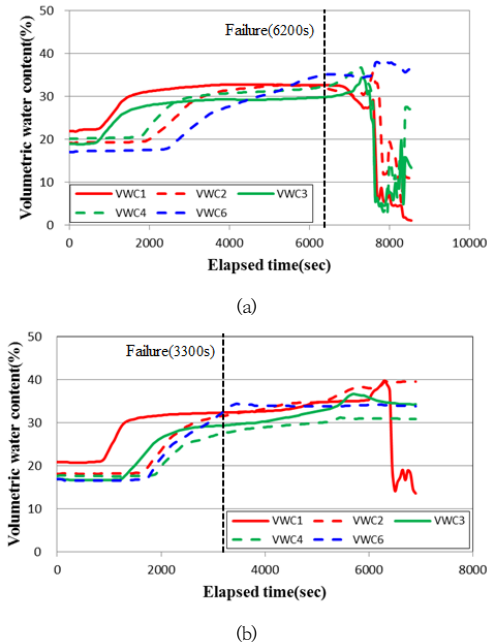 (a)
50
40
30
20
10
0
Volumetric water content(%)
Failure(6200s)
VWC1 VWC2 VWC3
VWC4 VWC6
0 2000 4000 6000 8000 10000
Elapsed time(sec)
(a)
50
40
30
20
10
0
Volumetric water content(%)
Failure(3300s)
VWC1 VWC2 VWC3
VWC4 VWC6
0 2000 4000 6000 8000
Elapsed time(sec)
(b)